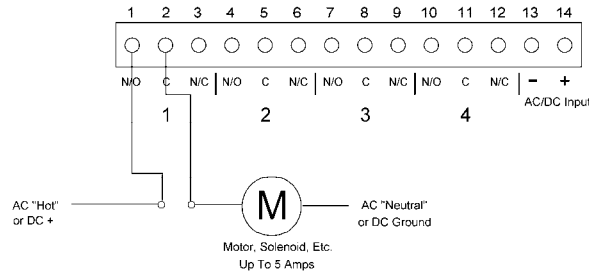 1 2 3 4 5 6 7 8 9 10 11 12 13 14
N/O C N/C N/O C N/C N/O C N/C N/O C N/C - +
AC/DC Input
1 2 3 4
AC "Hot"
or DC +
M
AC "Neutral"
or DC Ground
Motor, Solenoid, Etc.
Up To 5 Amps